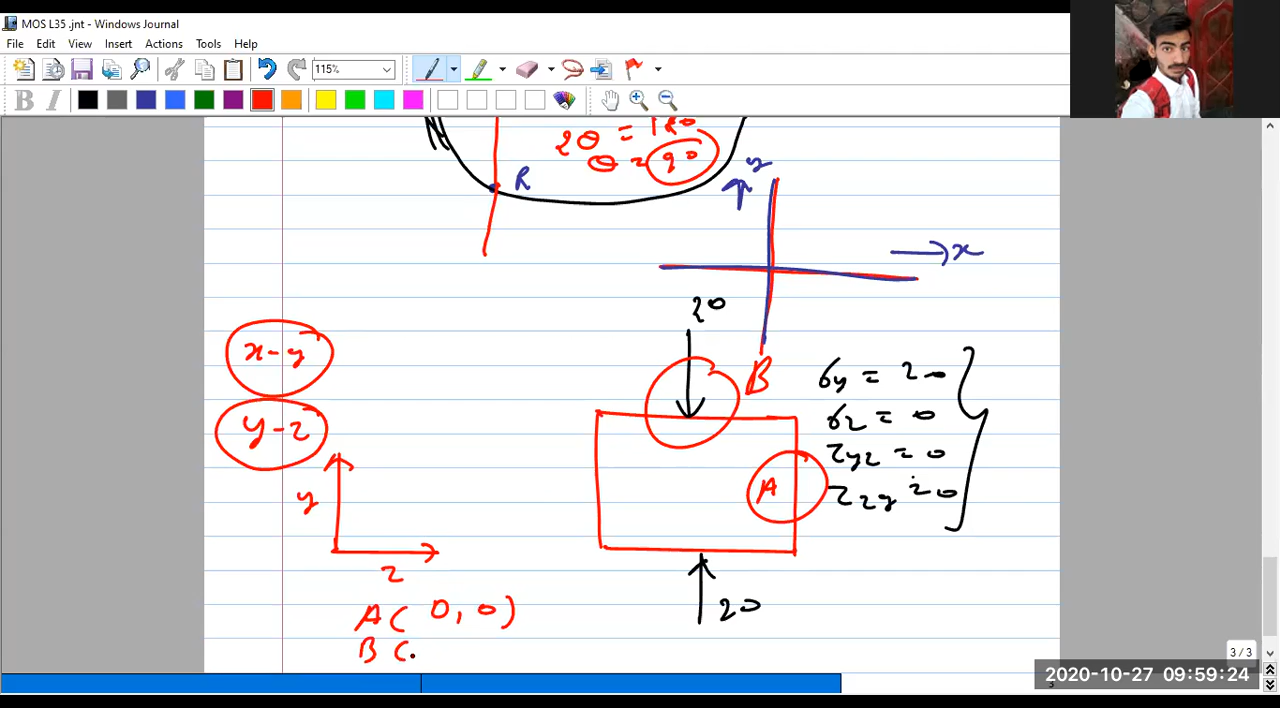 MOS L35 .jnt - Windows Journal
File Edit View Insert Actions Tools Help
115%
B I
2θ = 180
θ = 90
R
y
x
20
x-y
y-z
B
σy = 20
σz = 0
τyz = 0
τzy = 0
A
y
z
20
A( 0, 0)
B (
3 / 3
2020-10-27 09:59:24